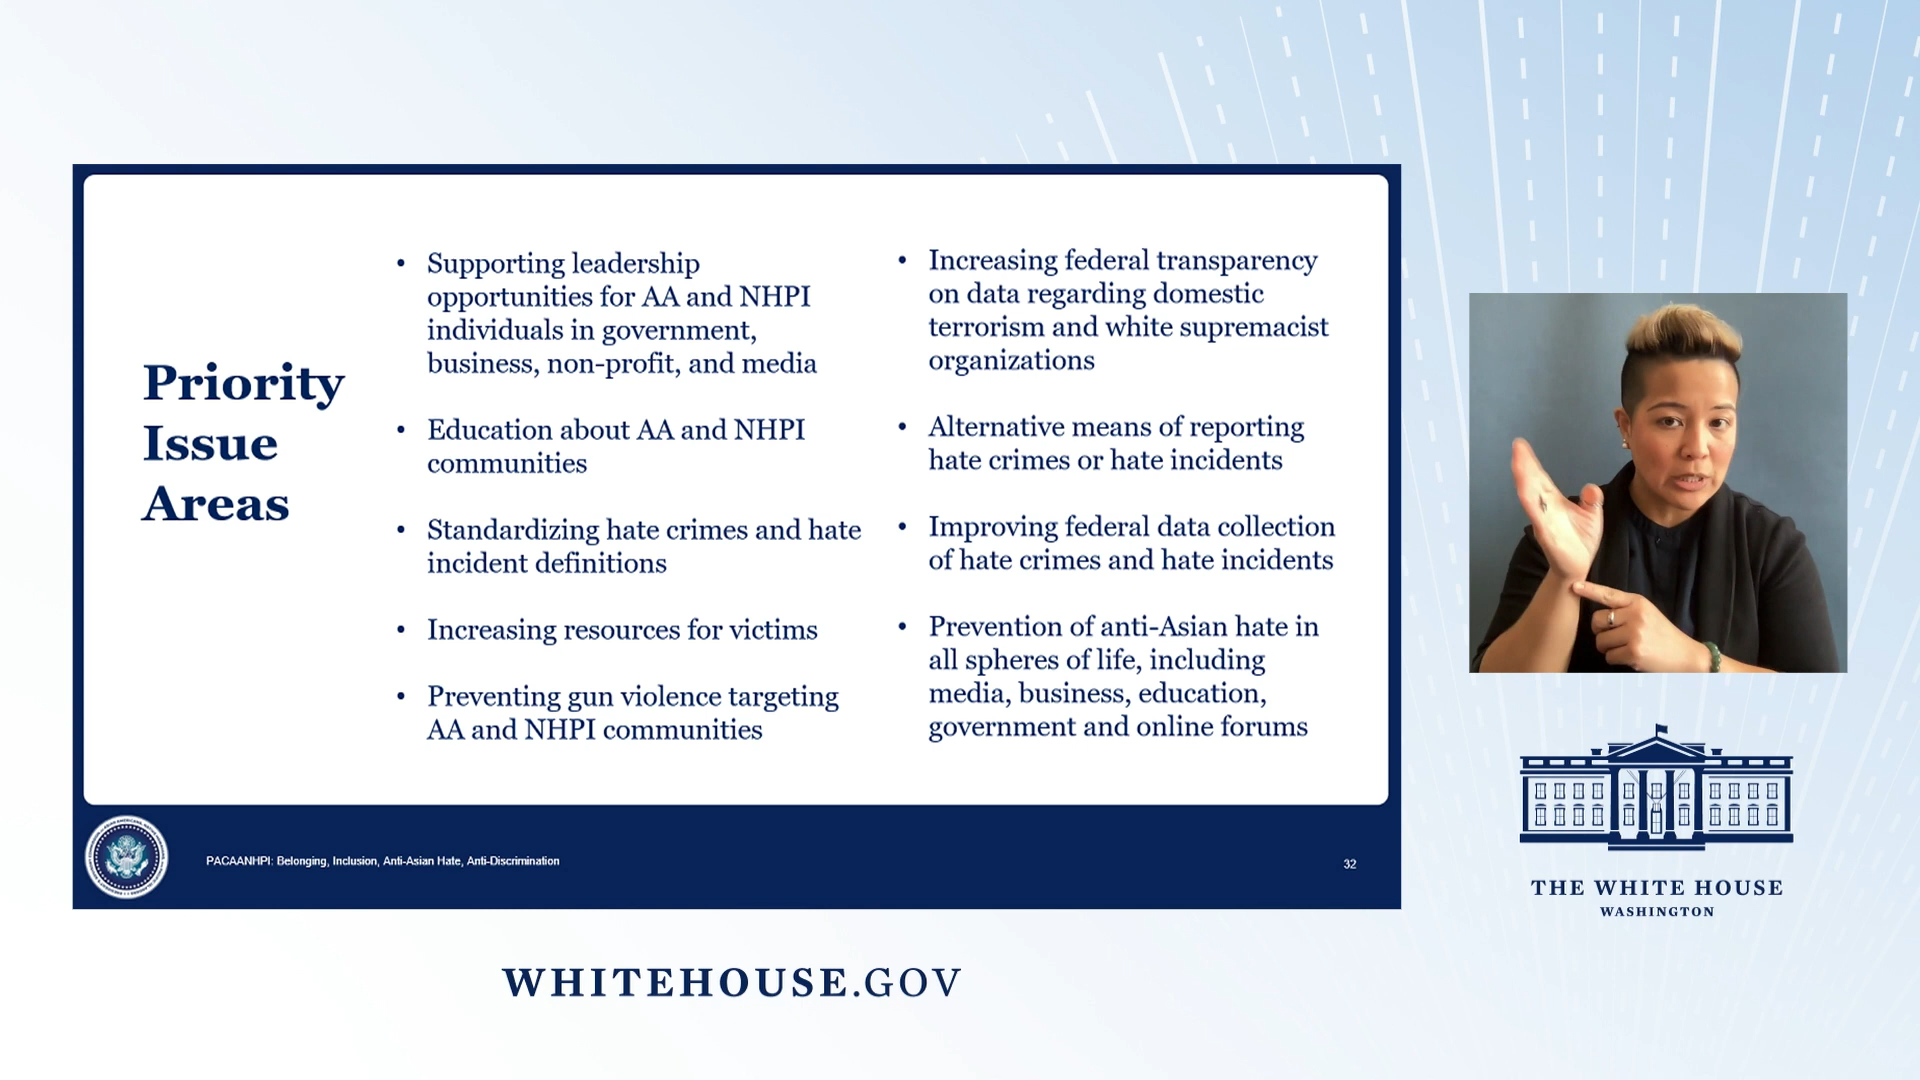 Priority
Issue
Areas
• Supporting leadership
opportunities for AA and NHPI
individuals in government,
business, non-profit, and media
• Education about AA and NHPI
communities
• Standardizing hate crimes and hate
incident definitions
• Increasing resources for victims
• Preventing gun violence targeting
AA and NHPI communities
• Increasing federal transparency
on data regarding domestic
terrorism and white supremacist
organizations
• Alternative means of reporting
hate crimes or hate incidents
• Improving federal data collection
of hate crimes and hate incidents
• Prevention of anti-Asian hate in
all spheres of life, including
media, business, education,
government and online forums
PACAANHPI: Belonging, Inclusion, Anti-Asian Hate, Anti-Discrimination
32
THE WHITE HOUSE
WASHINGTON
WHITEHOUSE.GOV